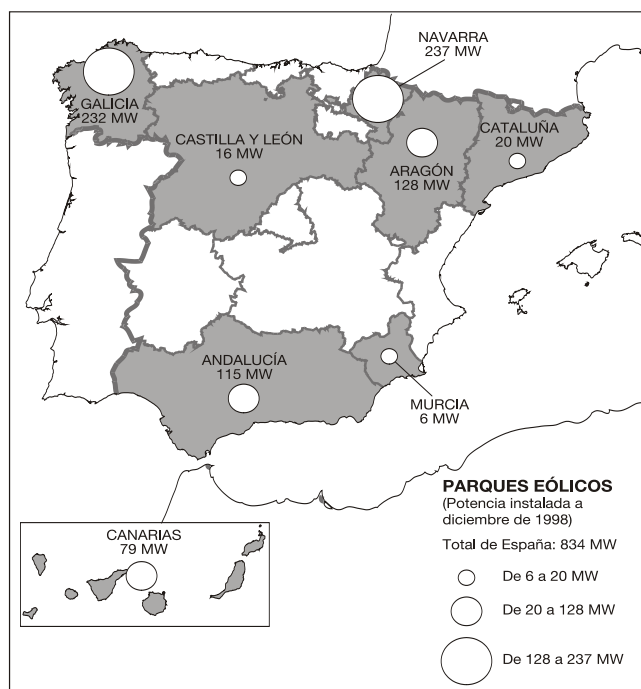 NAVARRA
237 MW
GALICIA
232 MW
CASTILLA Y LEÓN
16 MW
CATALUÑA
20 MW
ARAGÓN
128 MW
ANDALUCÍA
115 MW
MURCIA
6 MW
PARQUES EÓLICOS
(Potencia instalada a
diciembre de 1998)
Total de España: 834 MW
De 6 a 20 MW
De 20 a 128 MW
De 128 a 237 MW
CANARIAS
79 MW